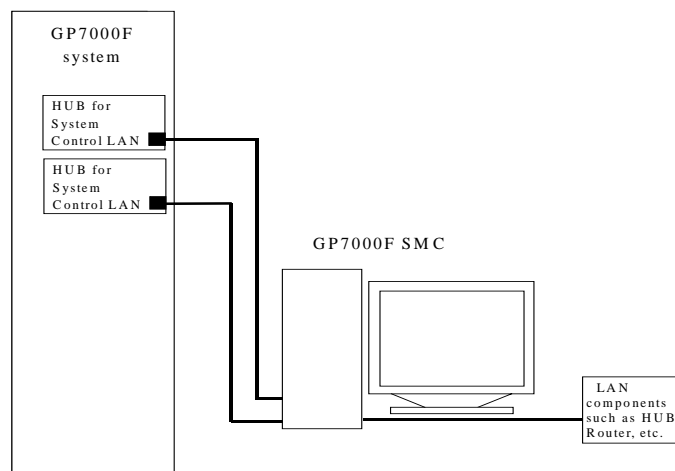 GP7000F
system
HUB for
System
Control LAN
HUB for
System
Control LAN
GP7000F SMC
LAN
components
such as HUB
Router, etc.